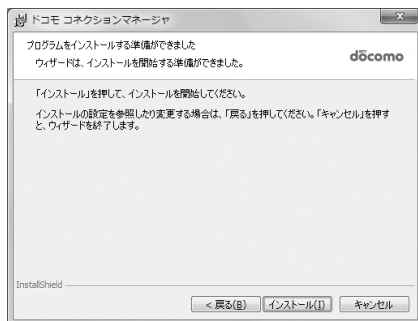 ドコモ コネクションマネージャ
プログラムをインストールする準備ができました
ウィザードは、インストールを開始する準備ができました。
döcomo
「インストール」を押して、インストールを開始してください。
インストールの設定を参照したり変更する場合は、「戻る」を押してください。「キャンセル」を押す
と、ウィザードを終了します。
InstallShield
< 戻る(B)
インストール(I)
キャンセル